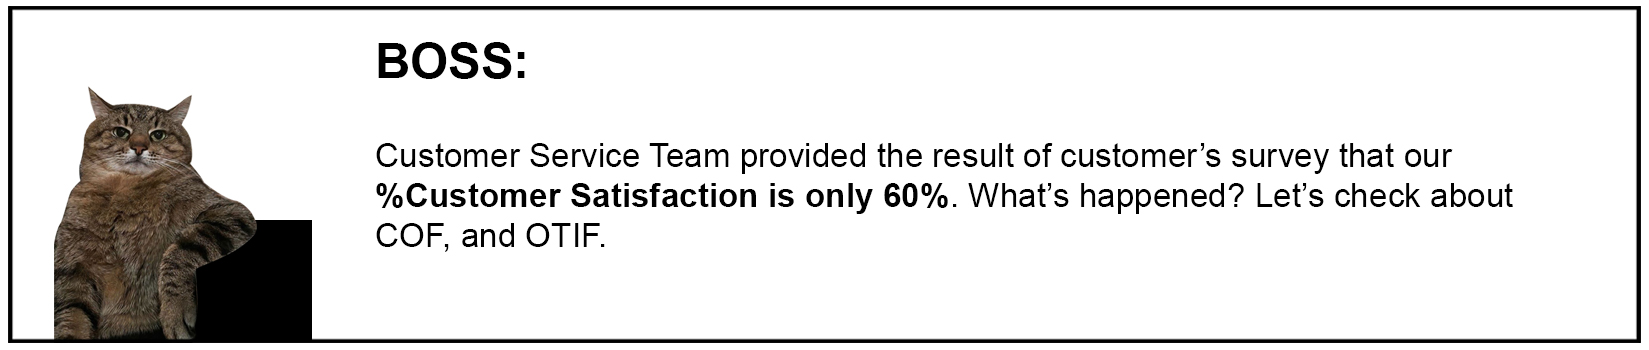 BOSS:
Customer Service Team provided the result of customer’s survey that our
%Customer Satisfaction is only 60%. What’s happened? Let’s check about
COF, and OTIF.